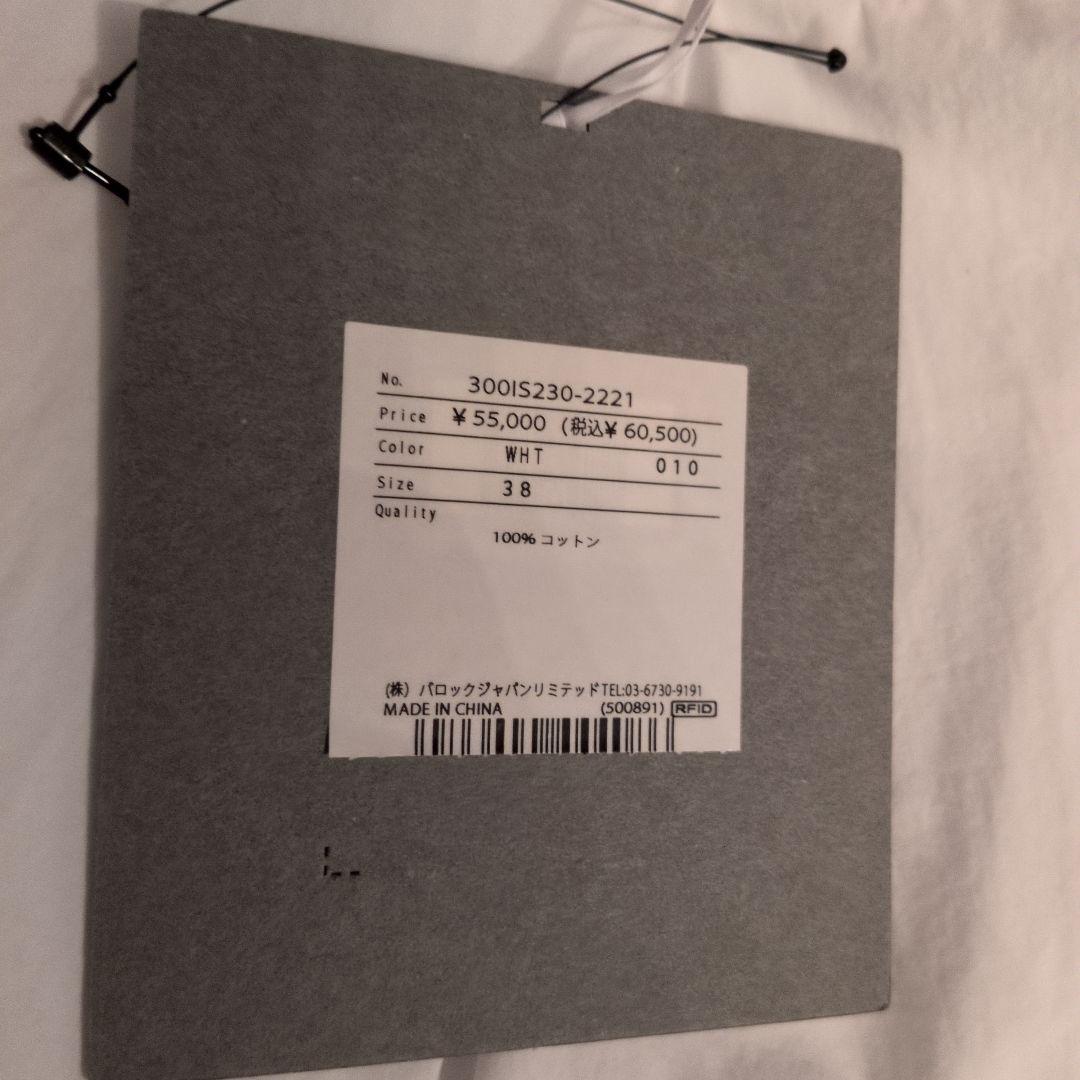 No. 300IS230-2221
Price ¥ 55,000 (税込¥ 60,500)
Color WHT 010
Size 38
Quality
100% コットン
(株) バロックジャパンリミテッドTEL:03-6730-9191
MADE IN CHINA (500891) RFID